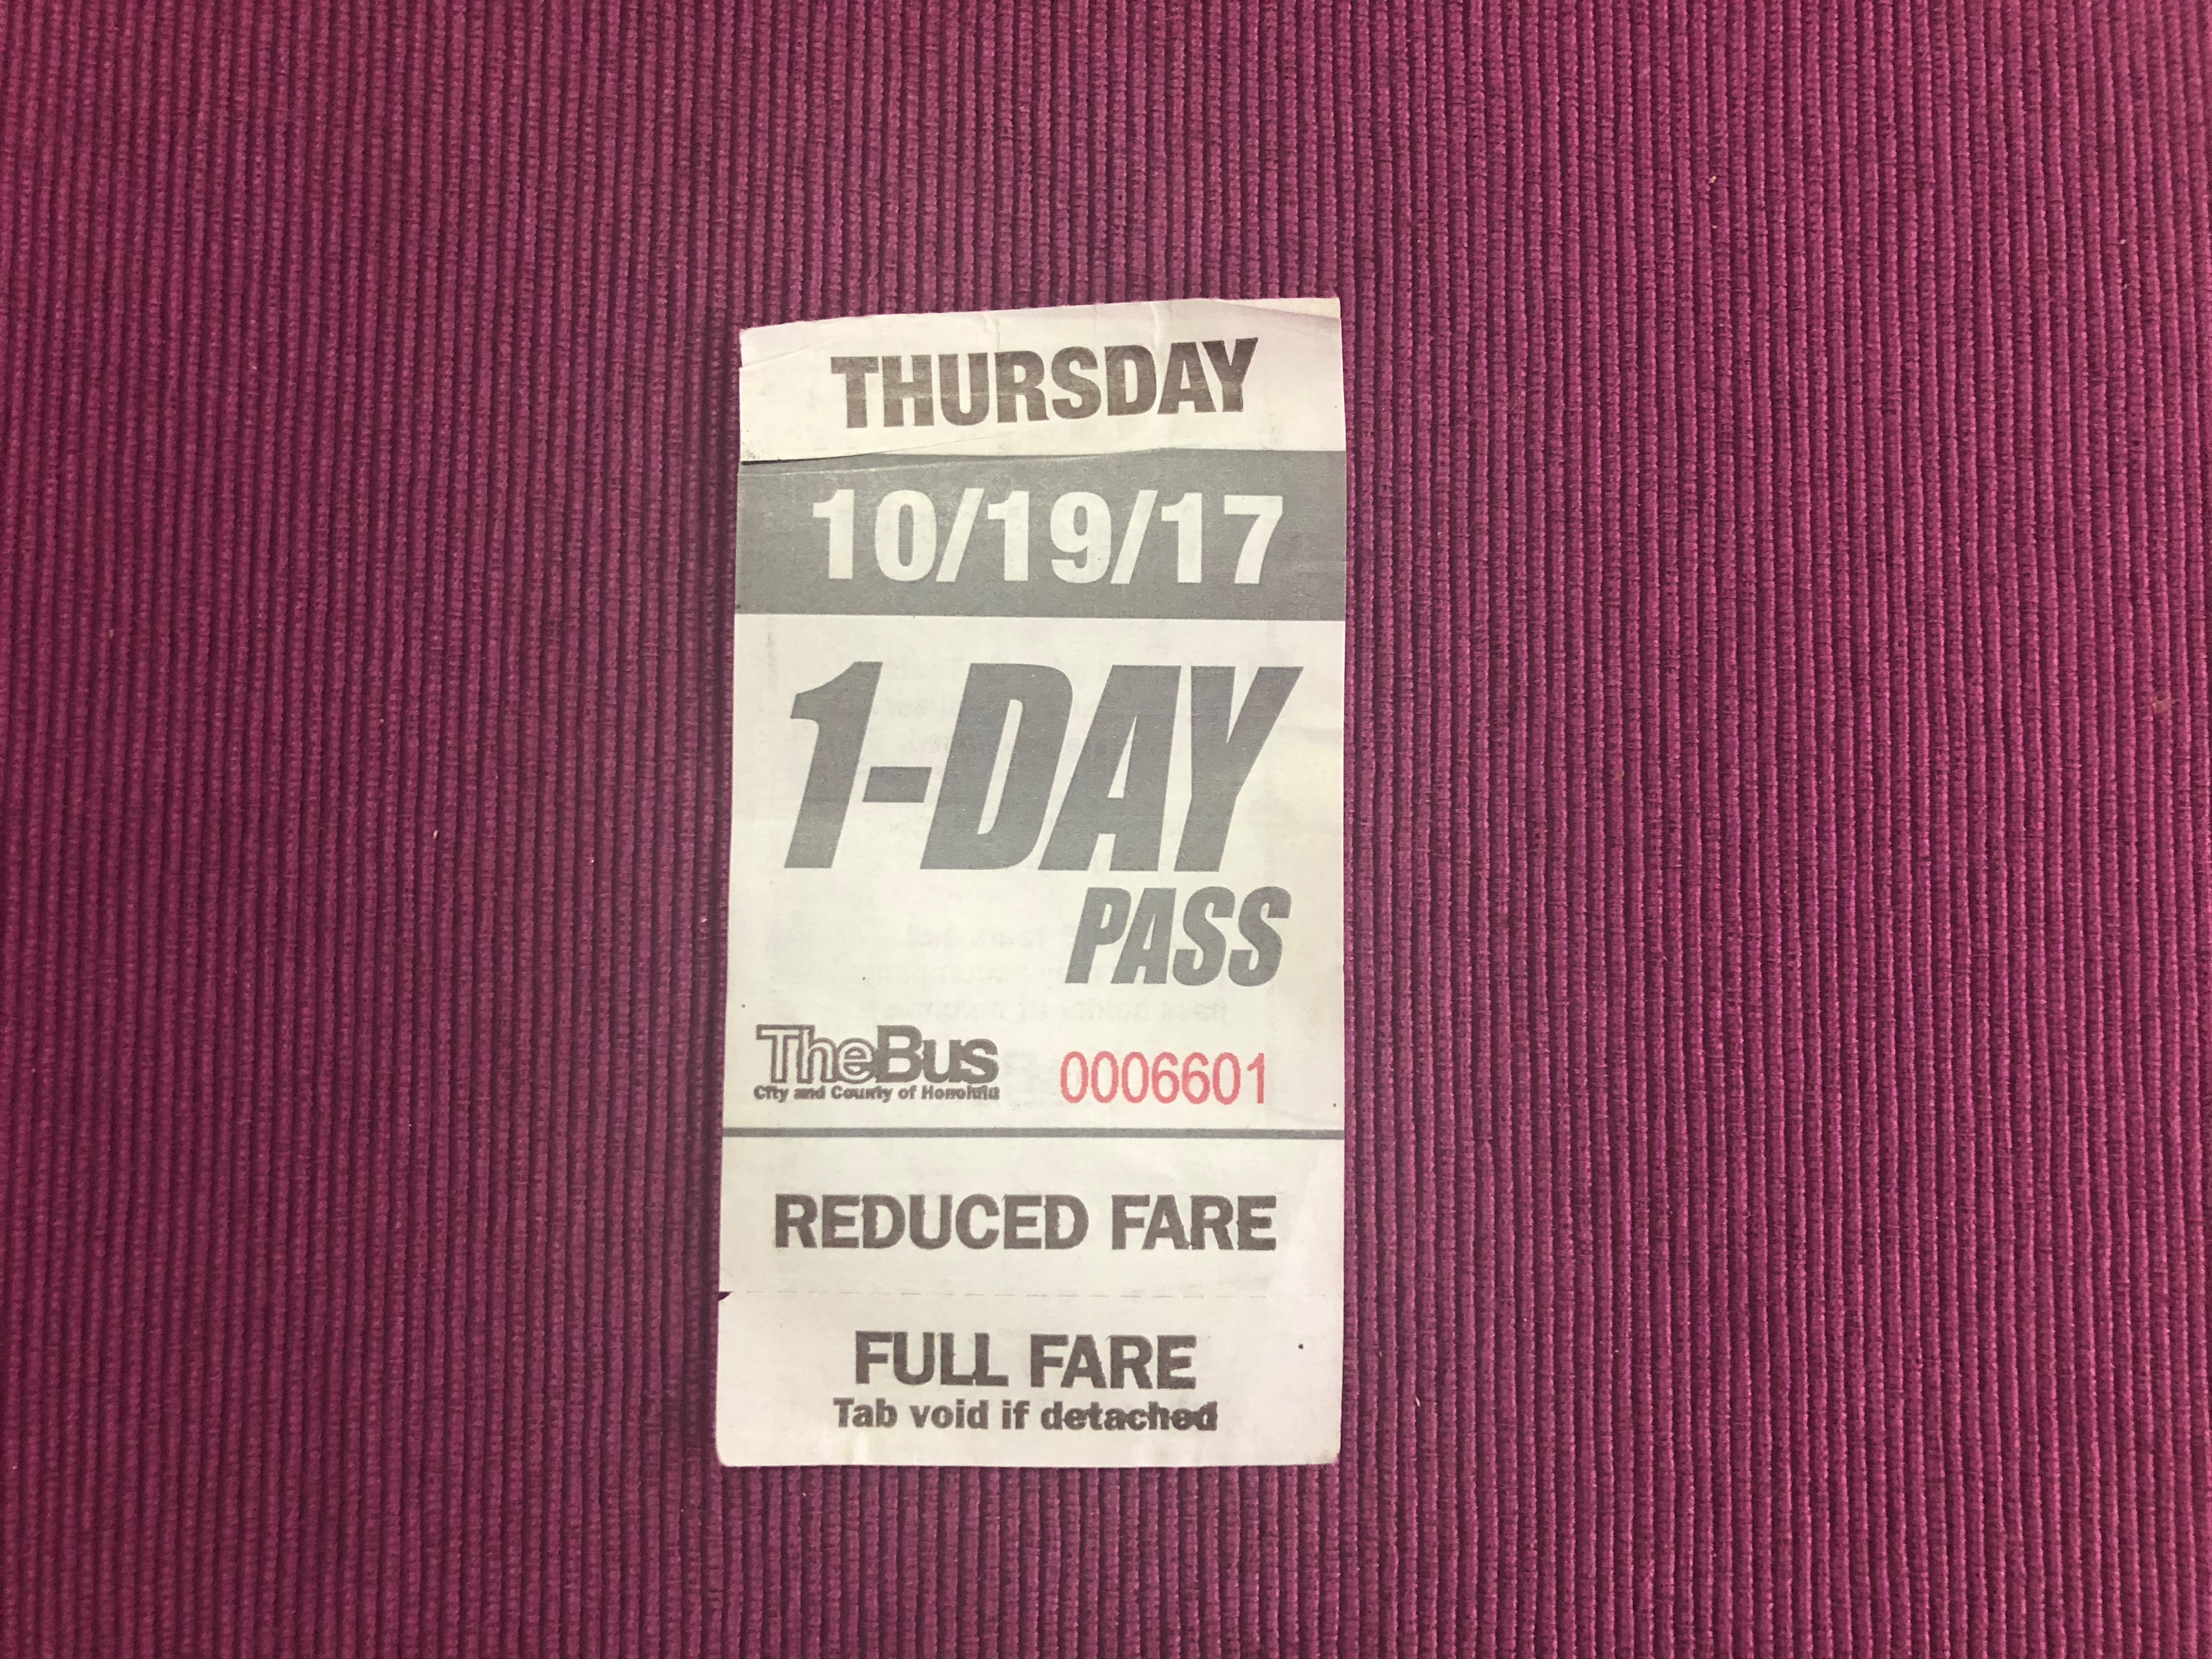 THURSDAY
10/19/17
1-DAY
PASS
TheBus
City and County of Honolulu
0006601
REDUCED FARE
FULL FARE
Tab void if detached